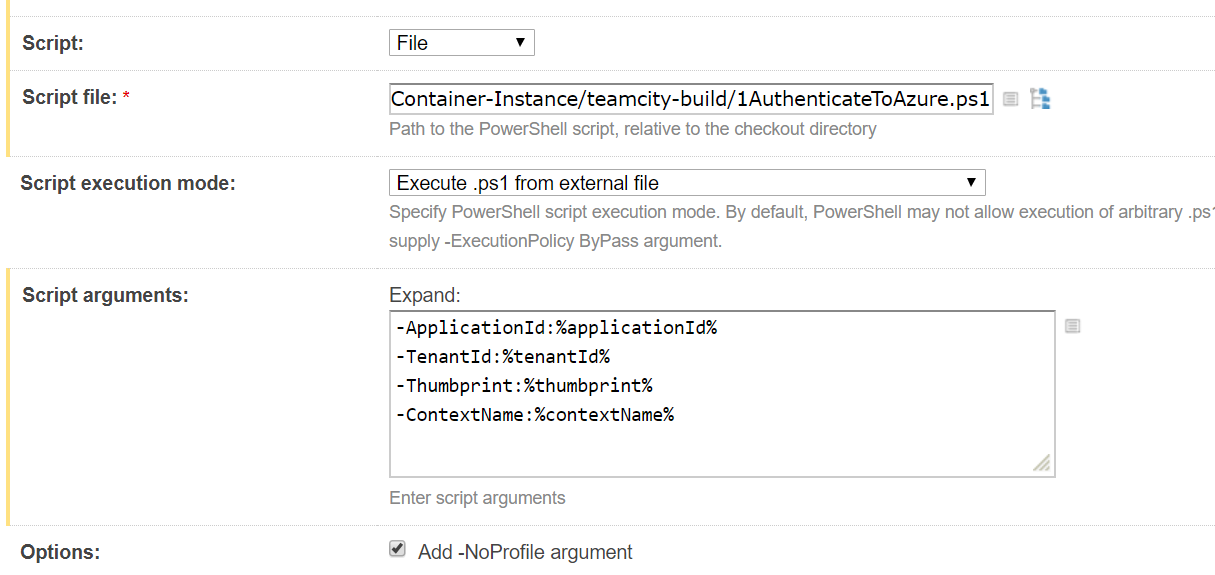 Script:
File
Script file: *
Container-Instance/teamcity-build/1AuthenticateToAzure.ps1
Path to the PowerShell script, relative to the checkout directory
Script execution mode:
Execute .ps1 from external file
Specify PowerShell script execution mode. By default, PowerShell may not allow execution of arbitrary .ps1
supply -ExecutionPolicy ByPass argument.
Script arguments:
Expand:
-ApplicationId:%applicationId%
-TenantId:%tenantId%
-Thumbprint:%thumbprint%
-ContextName:%contextName%
Enter script arguments
Options:
Add -NoProfile argument